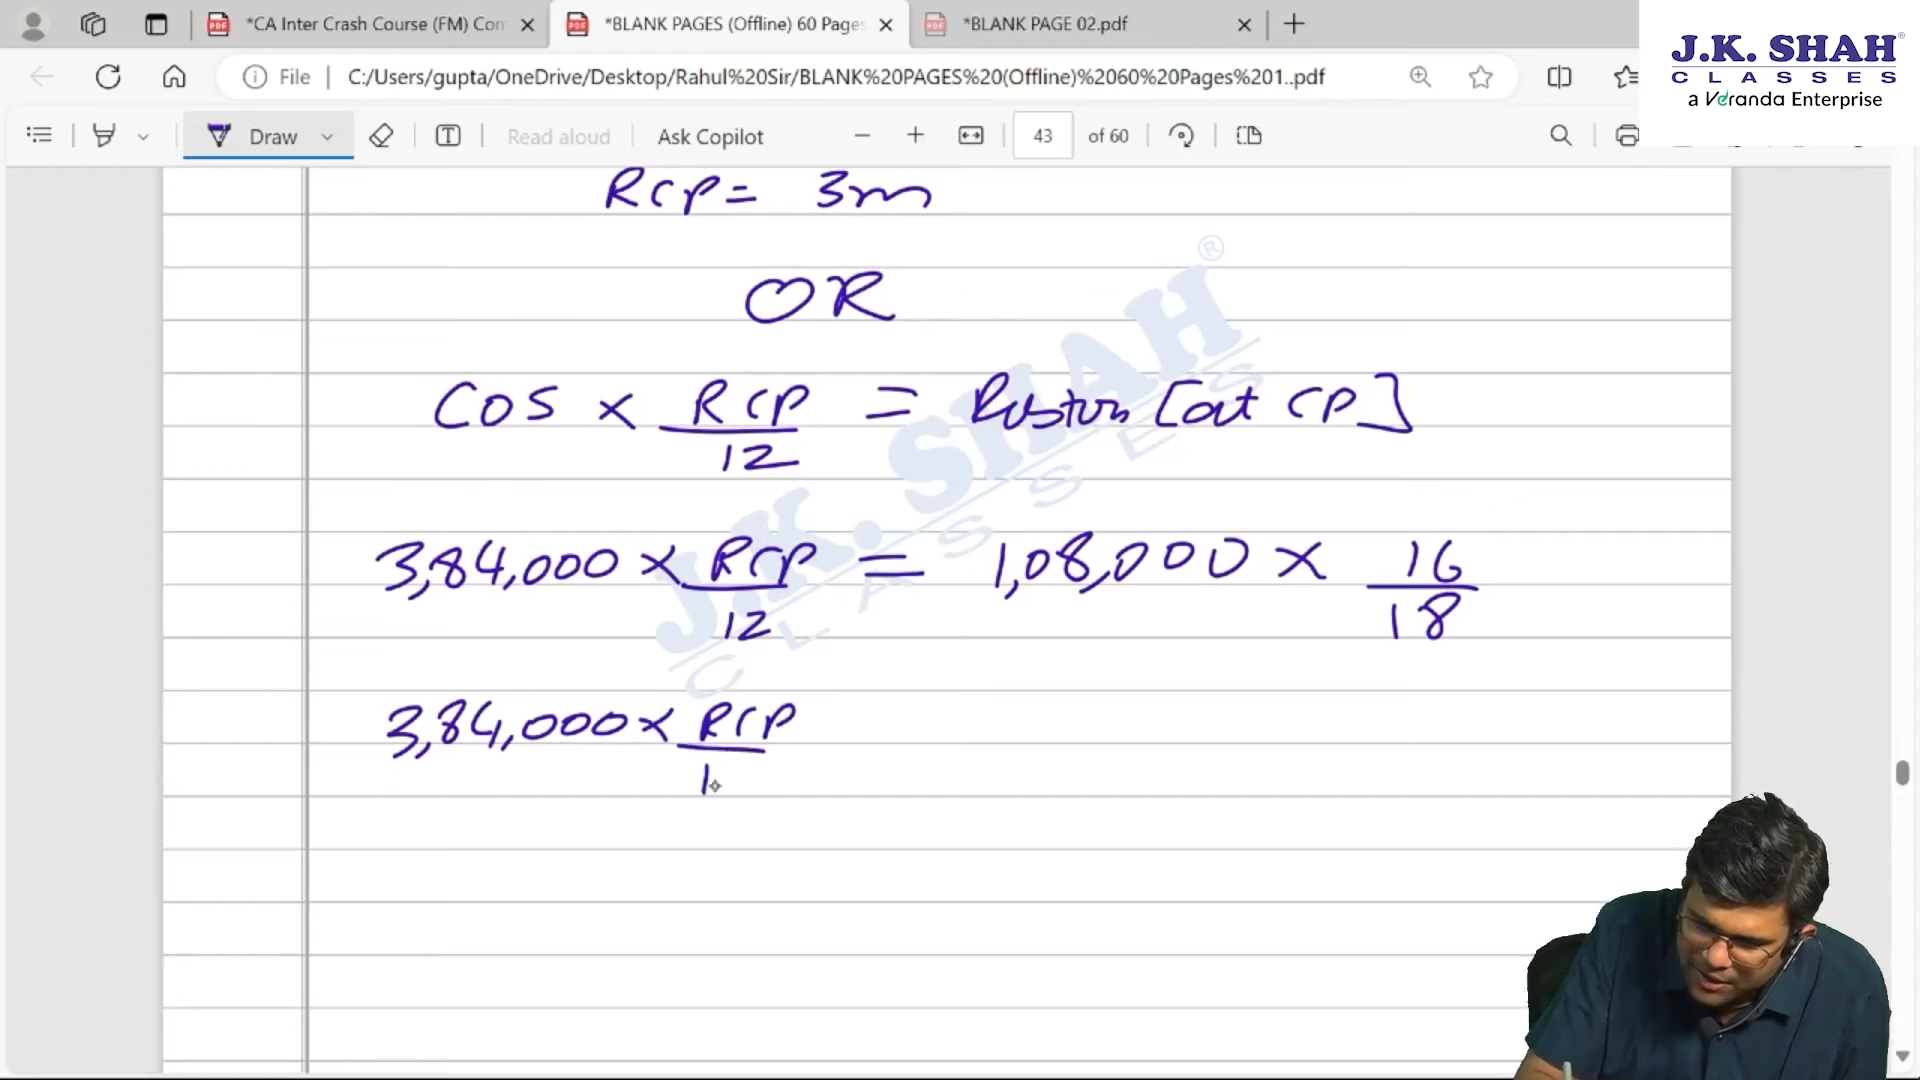 *CA Inter Crash Course (FM) Com
*BLANK PAGES (Offline) 60 Pages
*BLANK PAGE 02.pdf
J.K. SHAH®
CLASSES
a Veranda Enterprise
File C:/Users/gupta/OneDrive/Desktop/Rahul%20Sir/BLANK%20PAGES%20(Offline)%2060%20Pages%201..pdf
Draw Read aloud Ask Copilot 43 of 60
RCP = 3m
OR
COS × RCP/12 = [at CP]
3,84,000 × RCP/12 = 1,08,000 × 16/18
3,84,000 × RCP/1
J.K. SHAH®
CLASSES